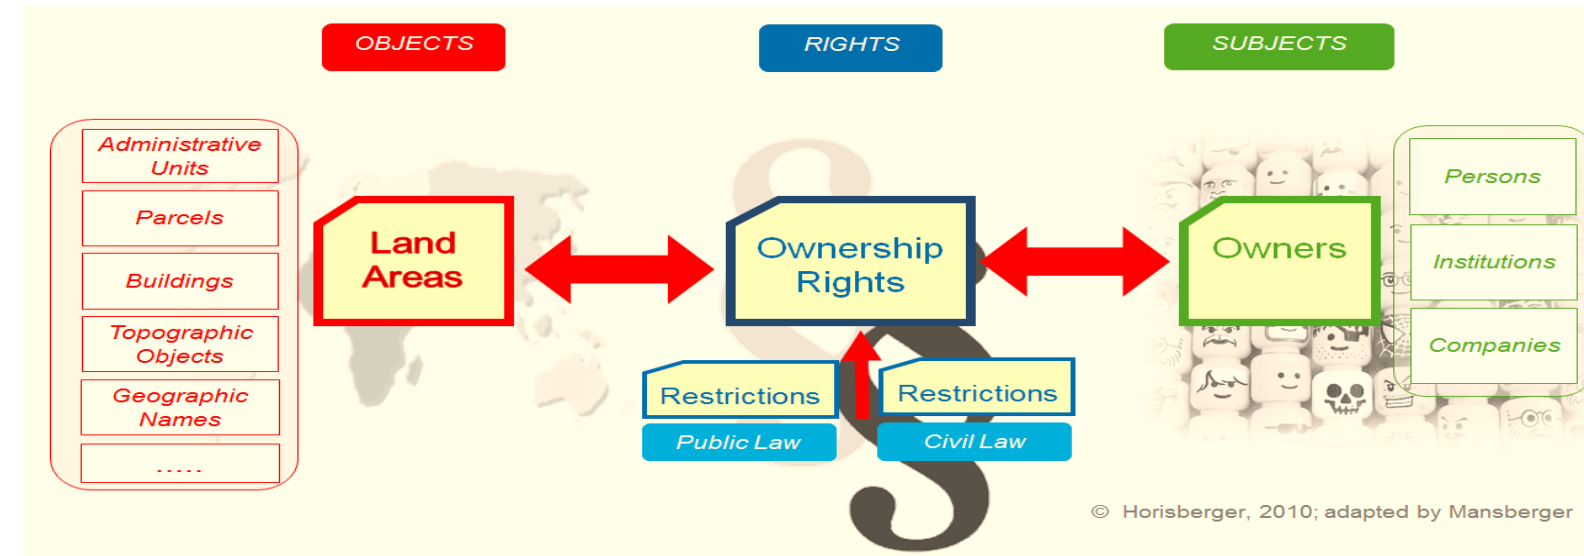 OBJECTS
RIGHTS
SUBJECTS
Administrative
Units
Parcels
Buildings
Topographic
Objects
Geographic
Names
.....
Land
Areas
Ownership
Rights
Owners
Persons
Institutions
Companies
Restrictions
Public Law
Restrictions
Civil Law
© Horisberger, 2010; adapted by Mansberger